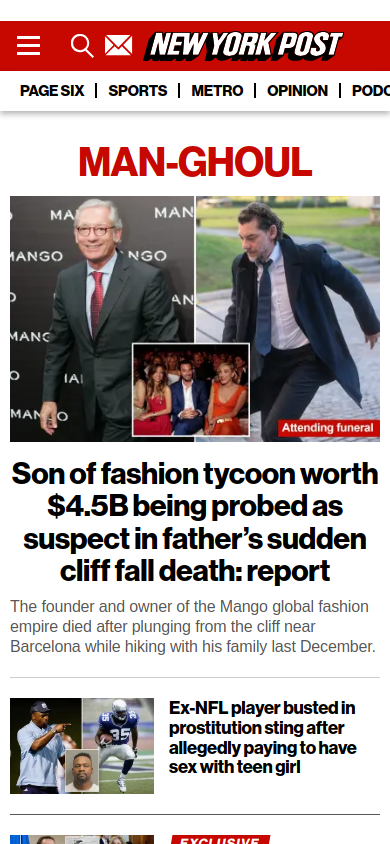 NEW YORK POST
PAGE SIX | SPORTS | METRO | OPINION |
MAN-GHOUL
MANGO
MANGO
Attending funeral
Son of fashion tycoon worth
$4.5B being probed as
suspect in father’s sudden
cliff fall death: report
The founder and owner of the Mango global fashion
empire died after plunging from the cliff near
Barcelona while hiking with his family last December.
35
Ex-NFL player busted in
prostitution sting after
allegedly paying to have
sex with teen girl
EXCLUSIVE